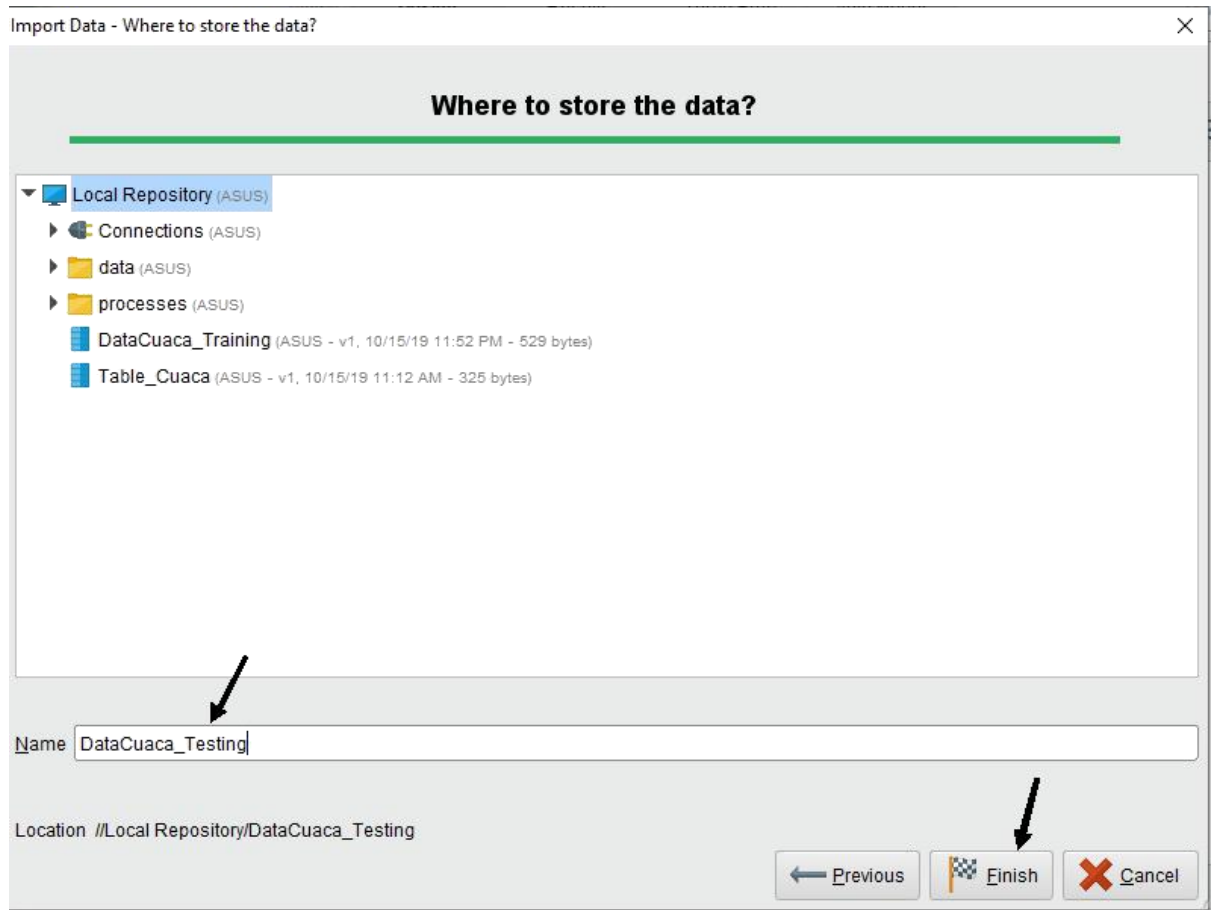 Import Data - Where to store the data?
Where to store the data?
Local Repository (ASUS)
Connections (ASUS)
data (ASUS)
processes (ASUS)
DataCuaca_Training (ASUS - v1, 10/15/19 11:52 PM - 529 bytes)
Table_Cuaca (ASUS - v1, 10/15/19 11:12 AM - 325 bytes)
Name DataCuaca_Testing
Location //Local Repository/DataCuaca_Testing
Previous Finish Cancel